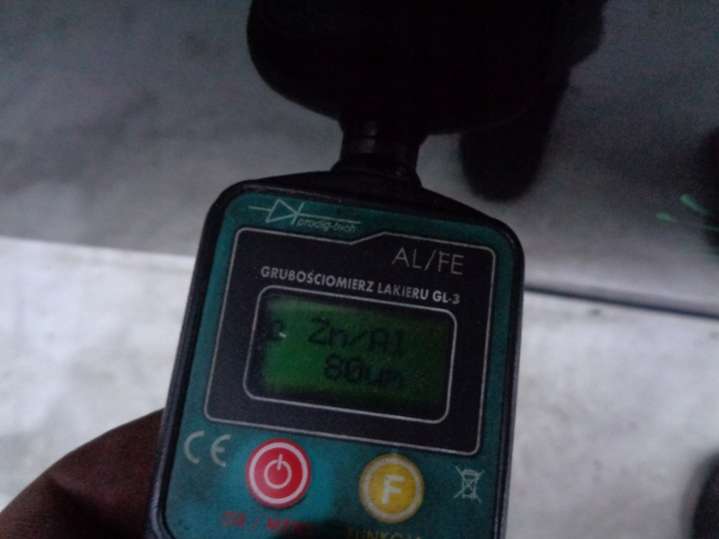 prodig-tech
AL/FE
GRUBOŚCIOMIERZ LAKIERU GL-3
Zn/Al
80um
CE
F